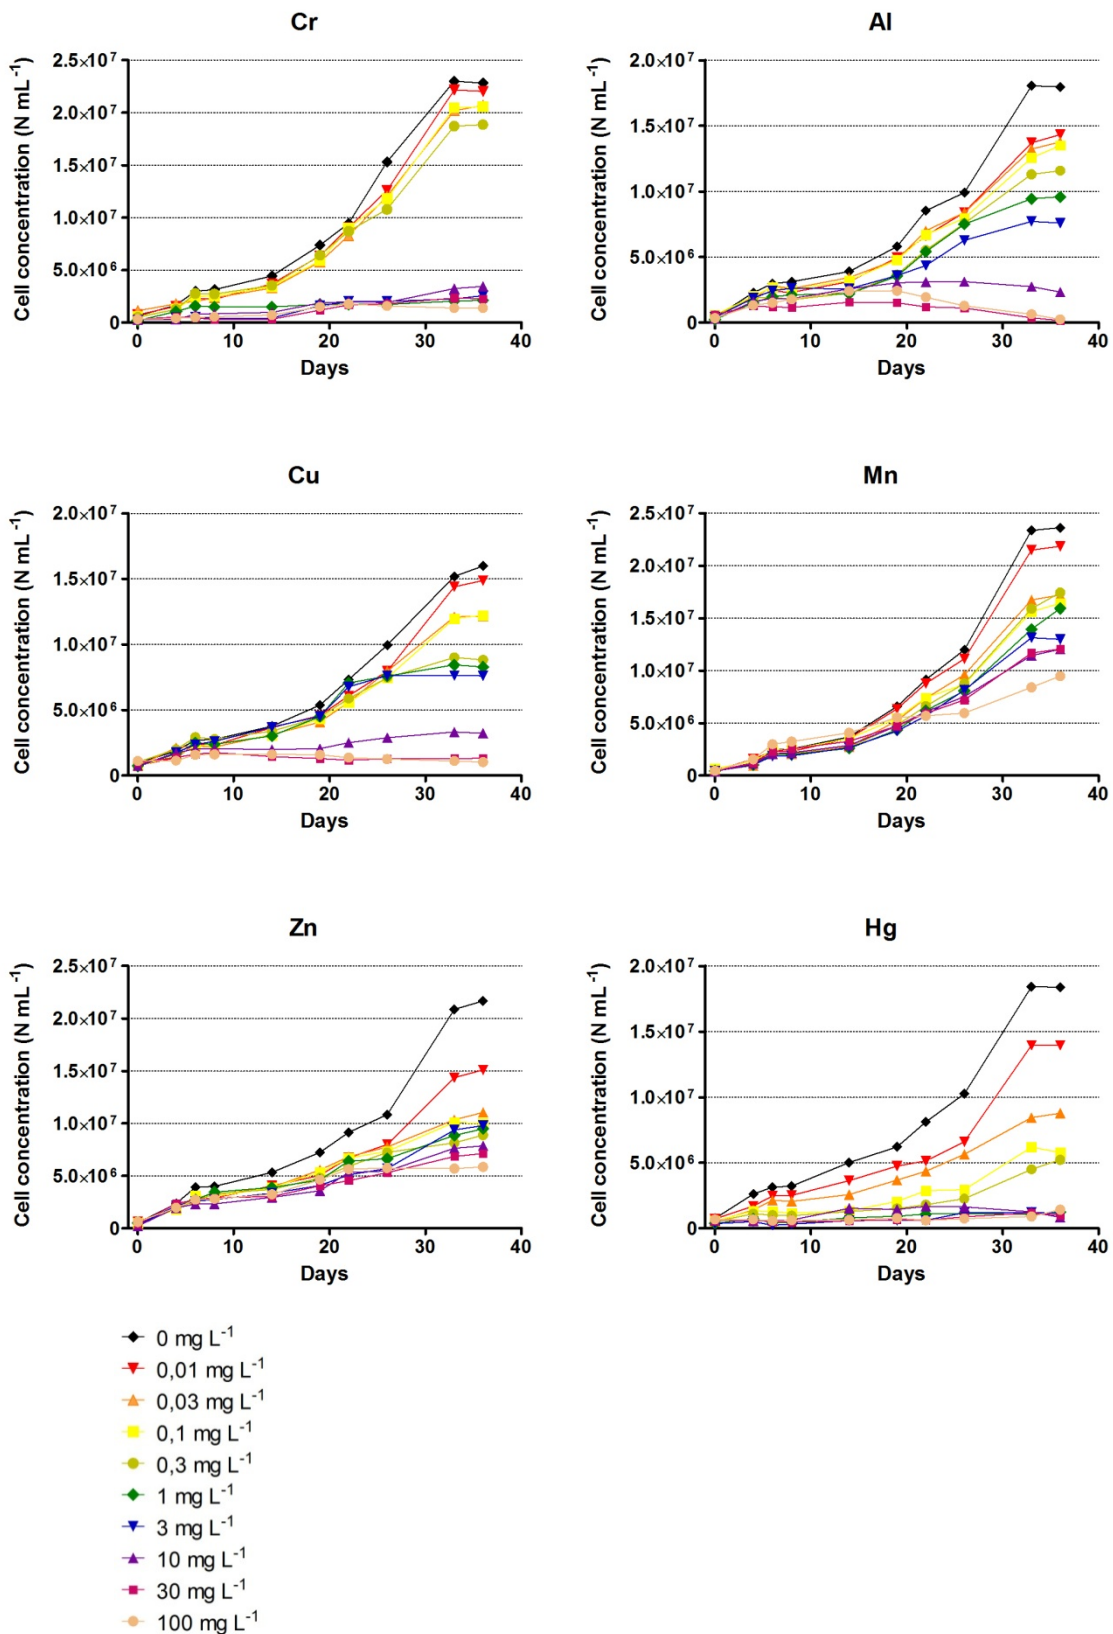 Cr
Cell concentration (N mL⁻¹)
2.5×10⁷
2.0×10⁷
1.5×10⁷
1.0×10⁷
5.0×10⁶
0
0 10 20 30 40
Days
Al
Cell concentration (N mL⁻¹)
2.0×10⁷
1.5×10⁷
1.0×10⁷
5.0×10⁶
0
0 10 20 30 40
Days
Cu
Cell concentration (N mL⁻¹)
2.0×10⁷
1.5×10⁷
1.0×10⁷
5.0×10⁶
0
0 10 20 30 40
Days
Mn
Cell concentration (N mL⁻¹)
2.5×10⁷
2.0×10⁷
1.5×10⁷
1.0×10⁷
5.0×10⁶
0
0 10 20 30 40
Days
Zn
Cell concentration (N mL⁻¹)
2.5×10⁷
2.0×10⁷
1.5×10⁷
1.0×10⁷
5.0×10⁶
0
0 10 20 30 40
Days
Hg
Cell concentration (N mL⁻¹)
2.0×10⁷
1.5×10⁷
1.0×10⁷
5.0×10⁶
0
0 10 20 30 40
Days
0 mg L⁻¹
0,01 mg L⁻¹
0,03 mg L⁻¹
0,1 mg L⁻¹
0,3 mg L⁻¹
1 mg L⁻¹
3 mg L⁻¹
10 mg L⁻¹
30 mg L⁻¹
100 mg L⁻¹